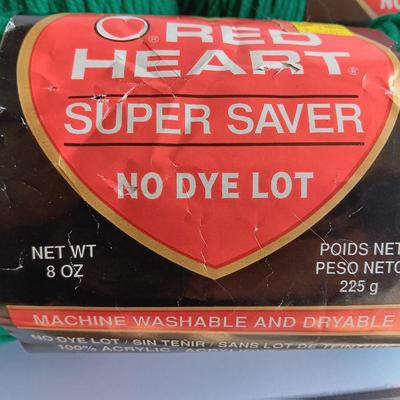 RED
HEART®
SUPER SAVER
NO DYE LOT
NET WT
8 OZ
POIDS NET
PESO NETO
225 g
MACHINE WASHABLE AND DRYABLE
NO DYE LOT / SIN TEÑIR / SANS LOT DE
100% ACRYLIC /